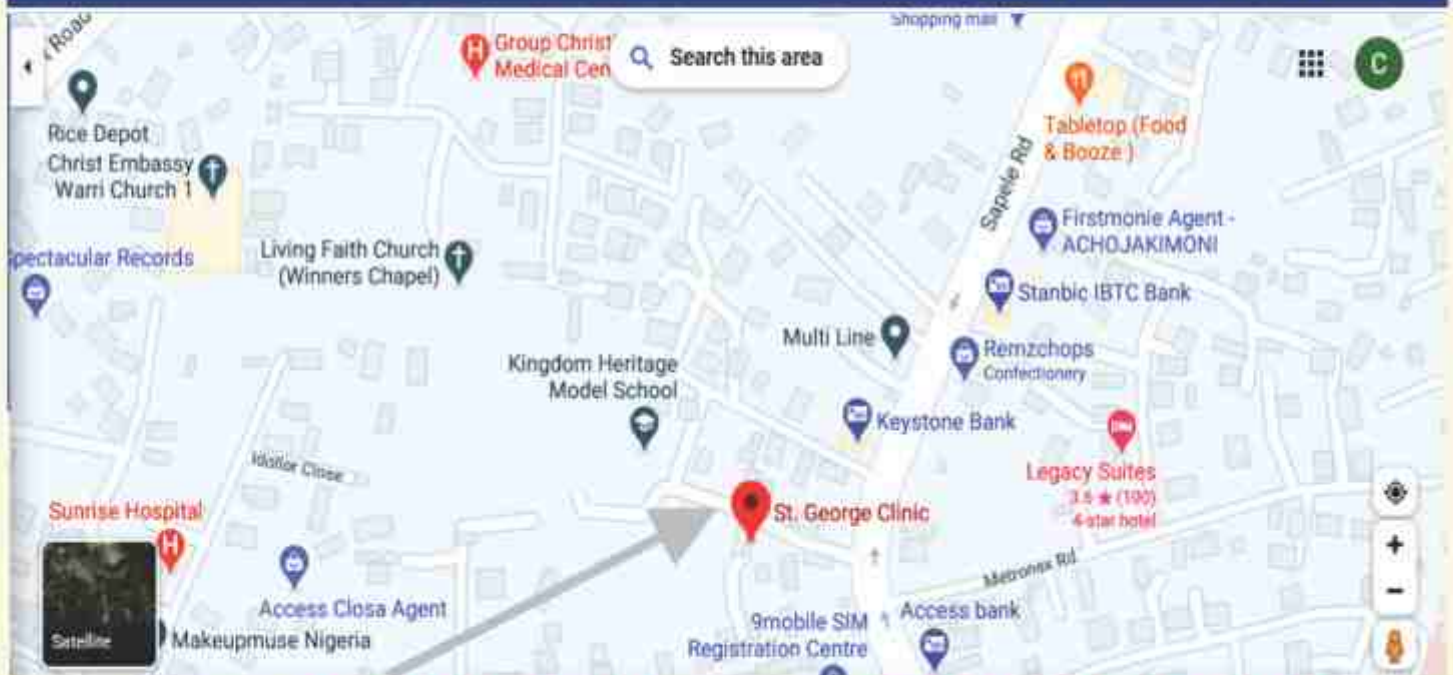 Road
Shopping mall
Group Christ
Medical Cen
Search this area
C
Rice Depot
Christ Embassy
Warri Church 1
Tabletop (Food
& Booze )
Sapele Rd
Firstmonie Agent -
ACHOJAKIMONI
pectacular Records
Living Faith Church
(Winners Chapel)
Stanbic IBTC Bank
Multi Line
Remzchops
Confectionery
Kingdom Heritage
Model School
Keystone Bank
Legacy Suites
3.6 ★ (100)
4-star hotel
Close
Sunrise Hospital
St. George Clinic
Metronax Rd
Access Closa Agent
9mobile SIM
Registration Centre
Access bank
Satellite
Makeupmuse Nigeria